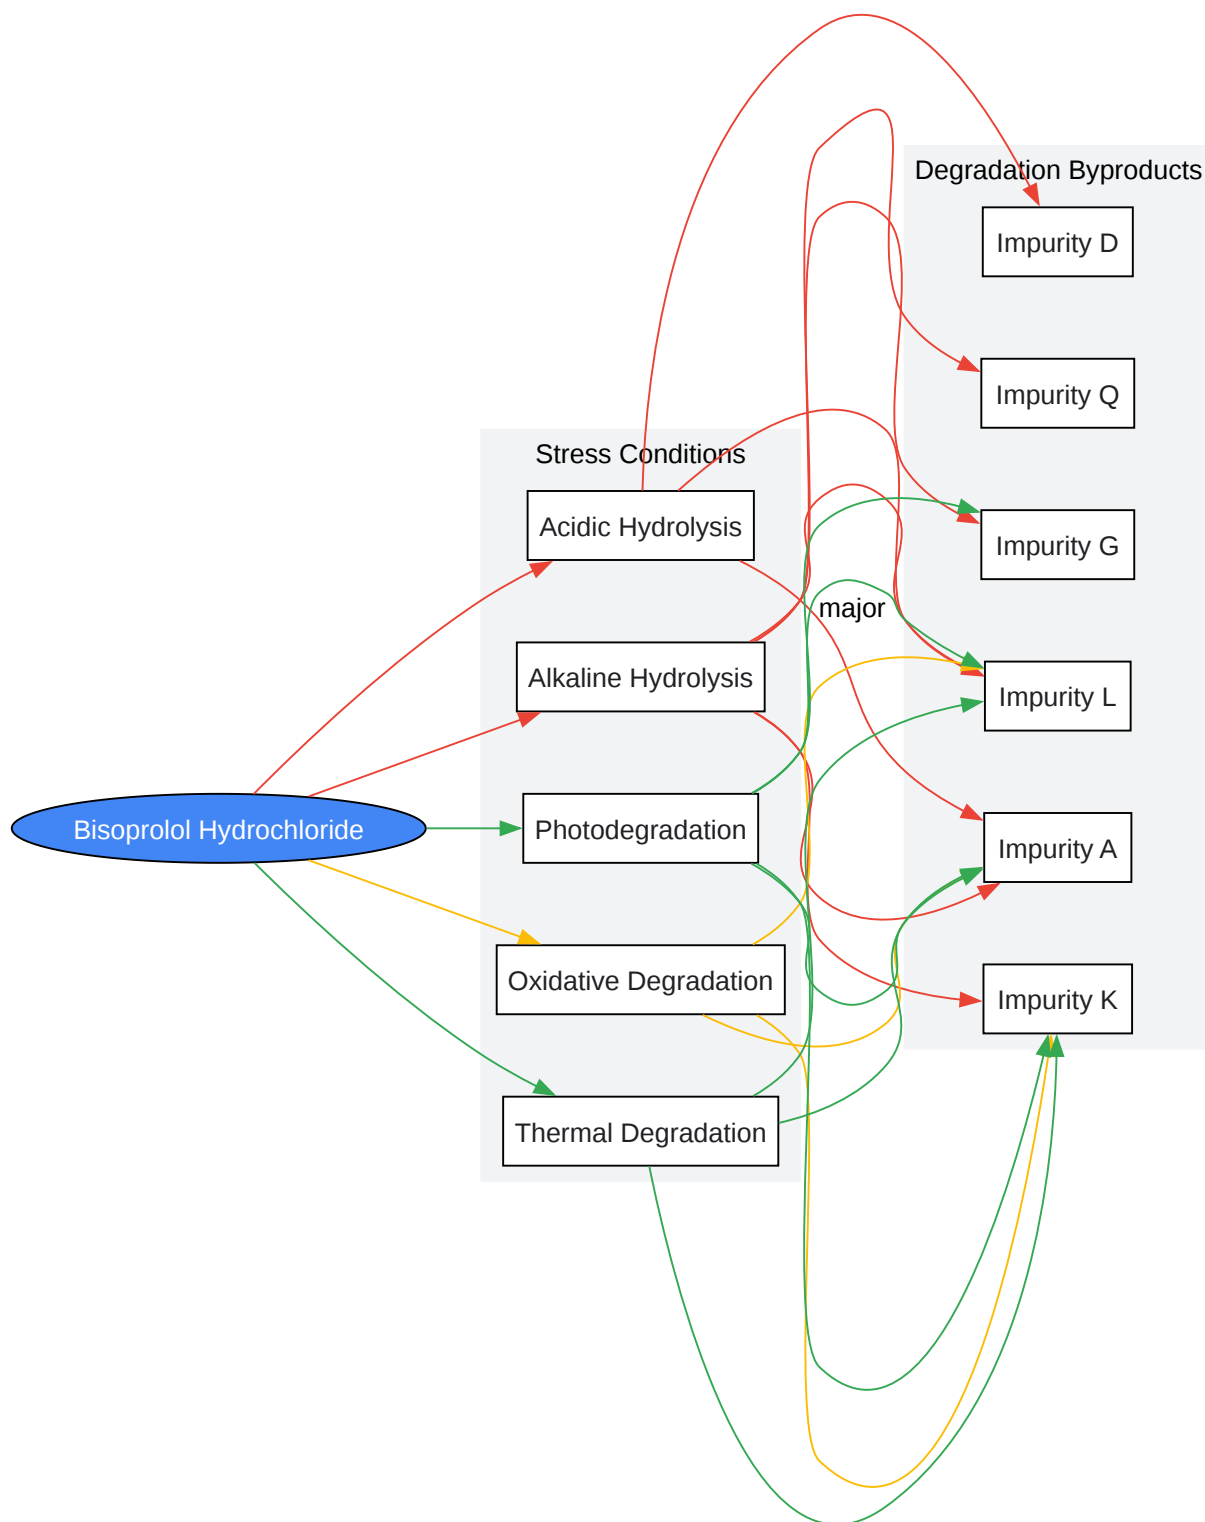 Degradation Byproducts
Impurity D
Impurity Q
Stress Conditions
Acidic Hydrolysis
Impurity G
major
Alkaline Hydrolysis
Impurity L
Bisoprolol Hydrochloride
Photodegradation
Impurity A
Oxidative Degradation
Impurity K
Thermal Degradation